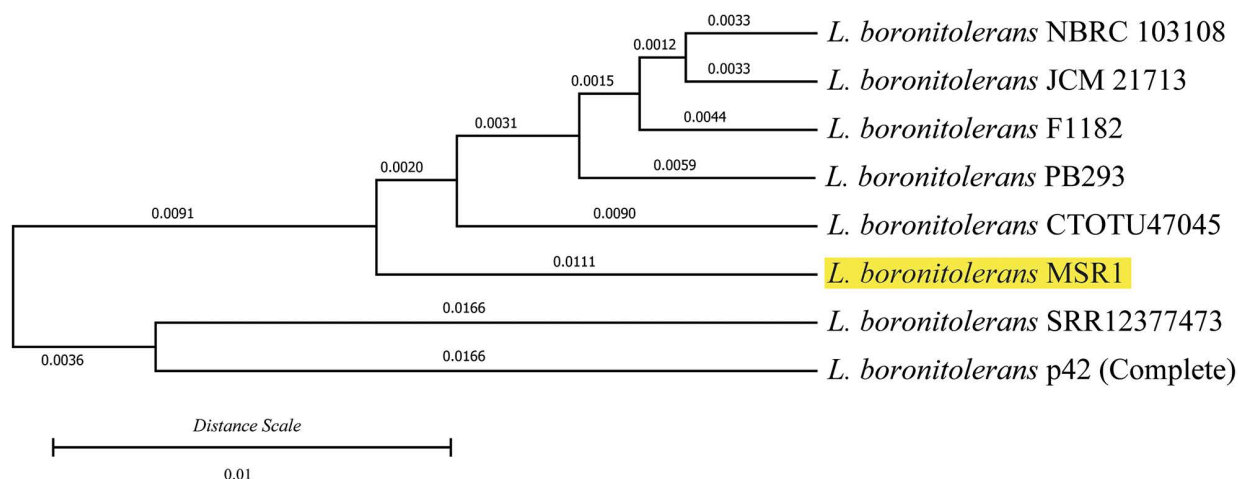 0.0033
L. boronitolerans NBRC 103108
0.0012
0.0033
L. boronitolerans JCM 21713
0.0015
0.0044
L. boronitolerans F1182
0.0031
0.0059
L. boronitolerans PB293
0.0020
0.0091
0.0090
L. boronitolerans CTOTU47045
0.0111
L. boronitolerans MSR1
0.0166
L. boronitolerans SRR12377473
0.0036
0.0166
L. boronitolerans p42 (Complete)
Distance Scale
0.01